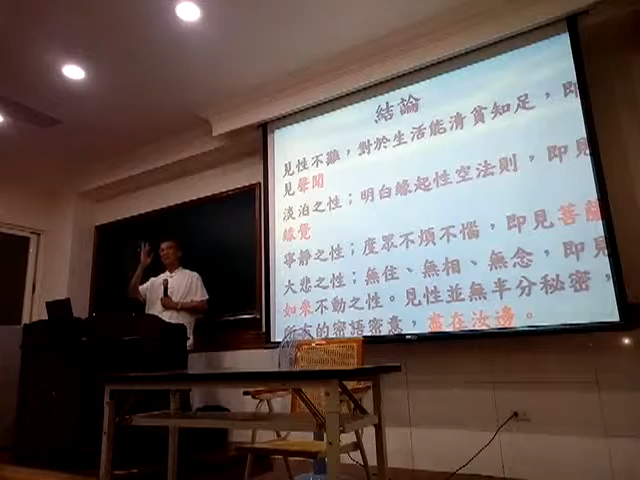 結論
見性不難，對於生活能清貧知足，即
見聲聞
淡泊之性；明白緣起性空法則，即見
緣覺
寧靜之性；度眾不煩不惱，即見菩薩
大悲之性；無住、無相、無念，即見
如來不動之性。見性並無半分秘密，
所有的密語密意，盡在汝邊。